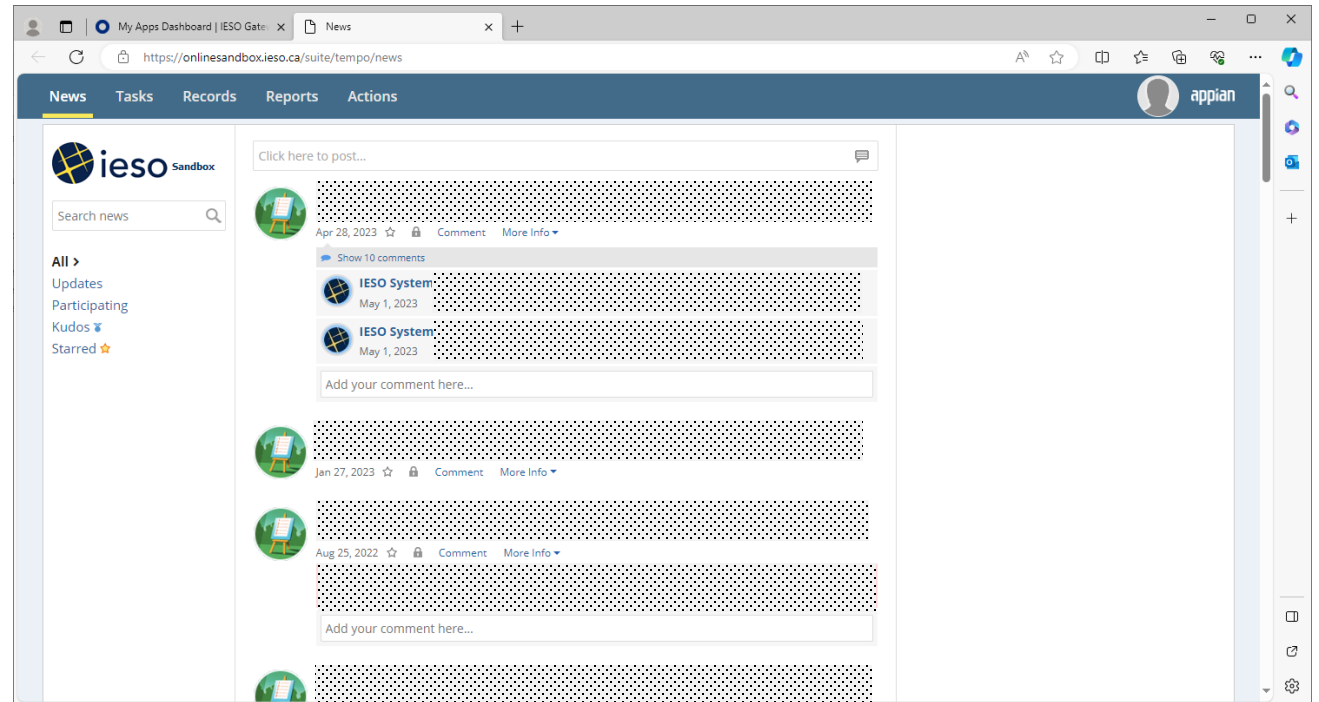 My Apps Dashboard | IESO Gate
News
https://onlinesandbox.ieso.ca/suite/tempo/news
News Tasks Records Reports Actions
appian
ieso Sandbox
Search news
All >
Updates
Participating
Kudos
Starred
Click here to post...
Apr 28, 2023 Comment More Info
Show 10 comments
IESO System
May 1, 2023
IESO System
May 1, 2023
Add your comment here...
Jan 27, 2023 Comment More Info
Aug 25, 2022 Comment More Info
Add your comment here...